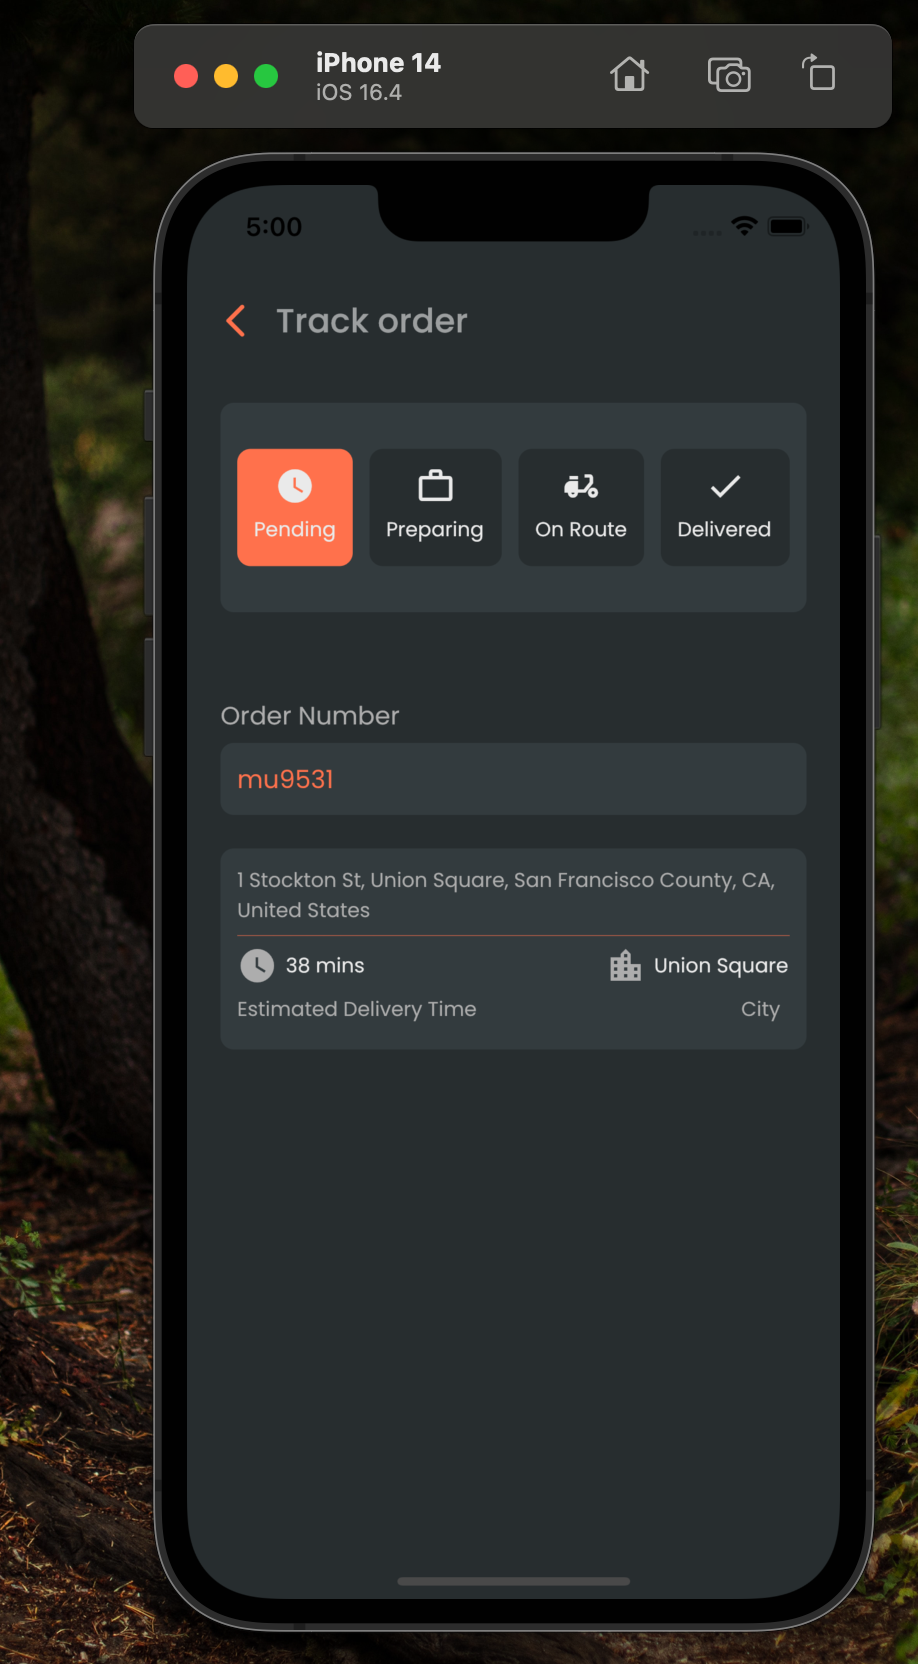 iPhone 14
iOS 16.4
5:00
Track order
Pending
Preparing
On Route
Delivered
Order Number
mu9531
1 Stockton St, Union Square, San Francisco County, CA,
United States
38 mins
Union Square
Estimated Delivery Time
City